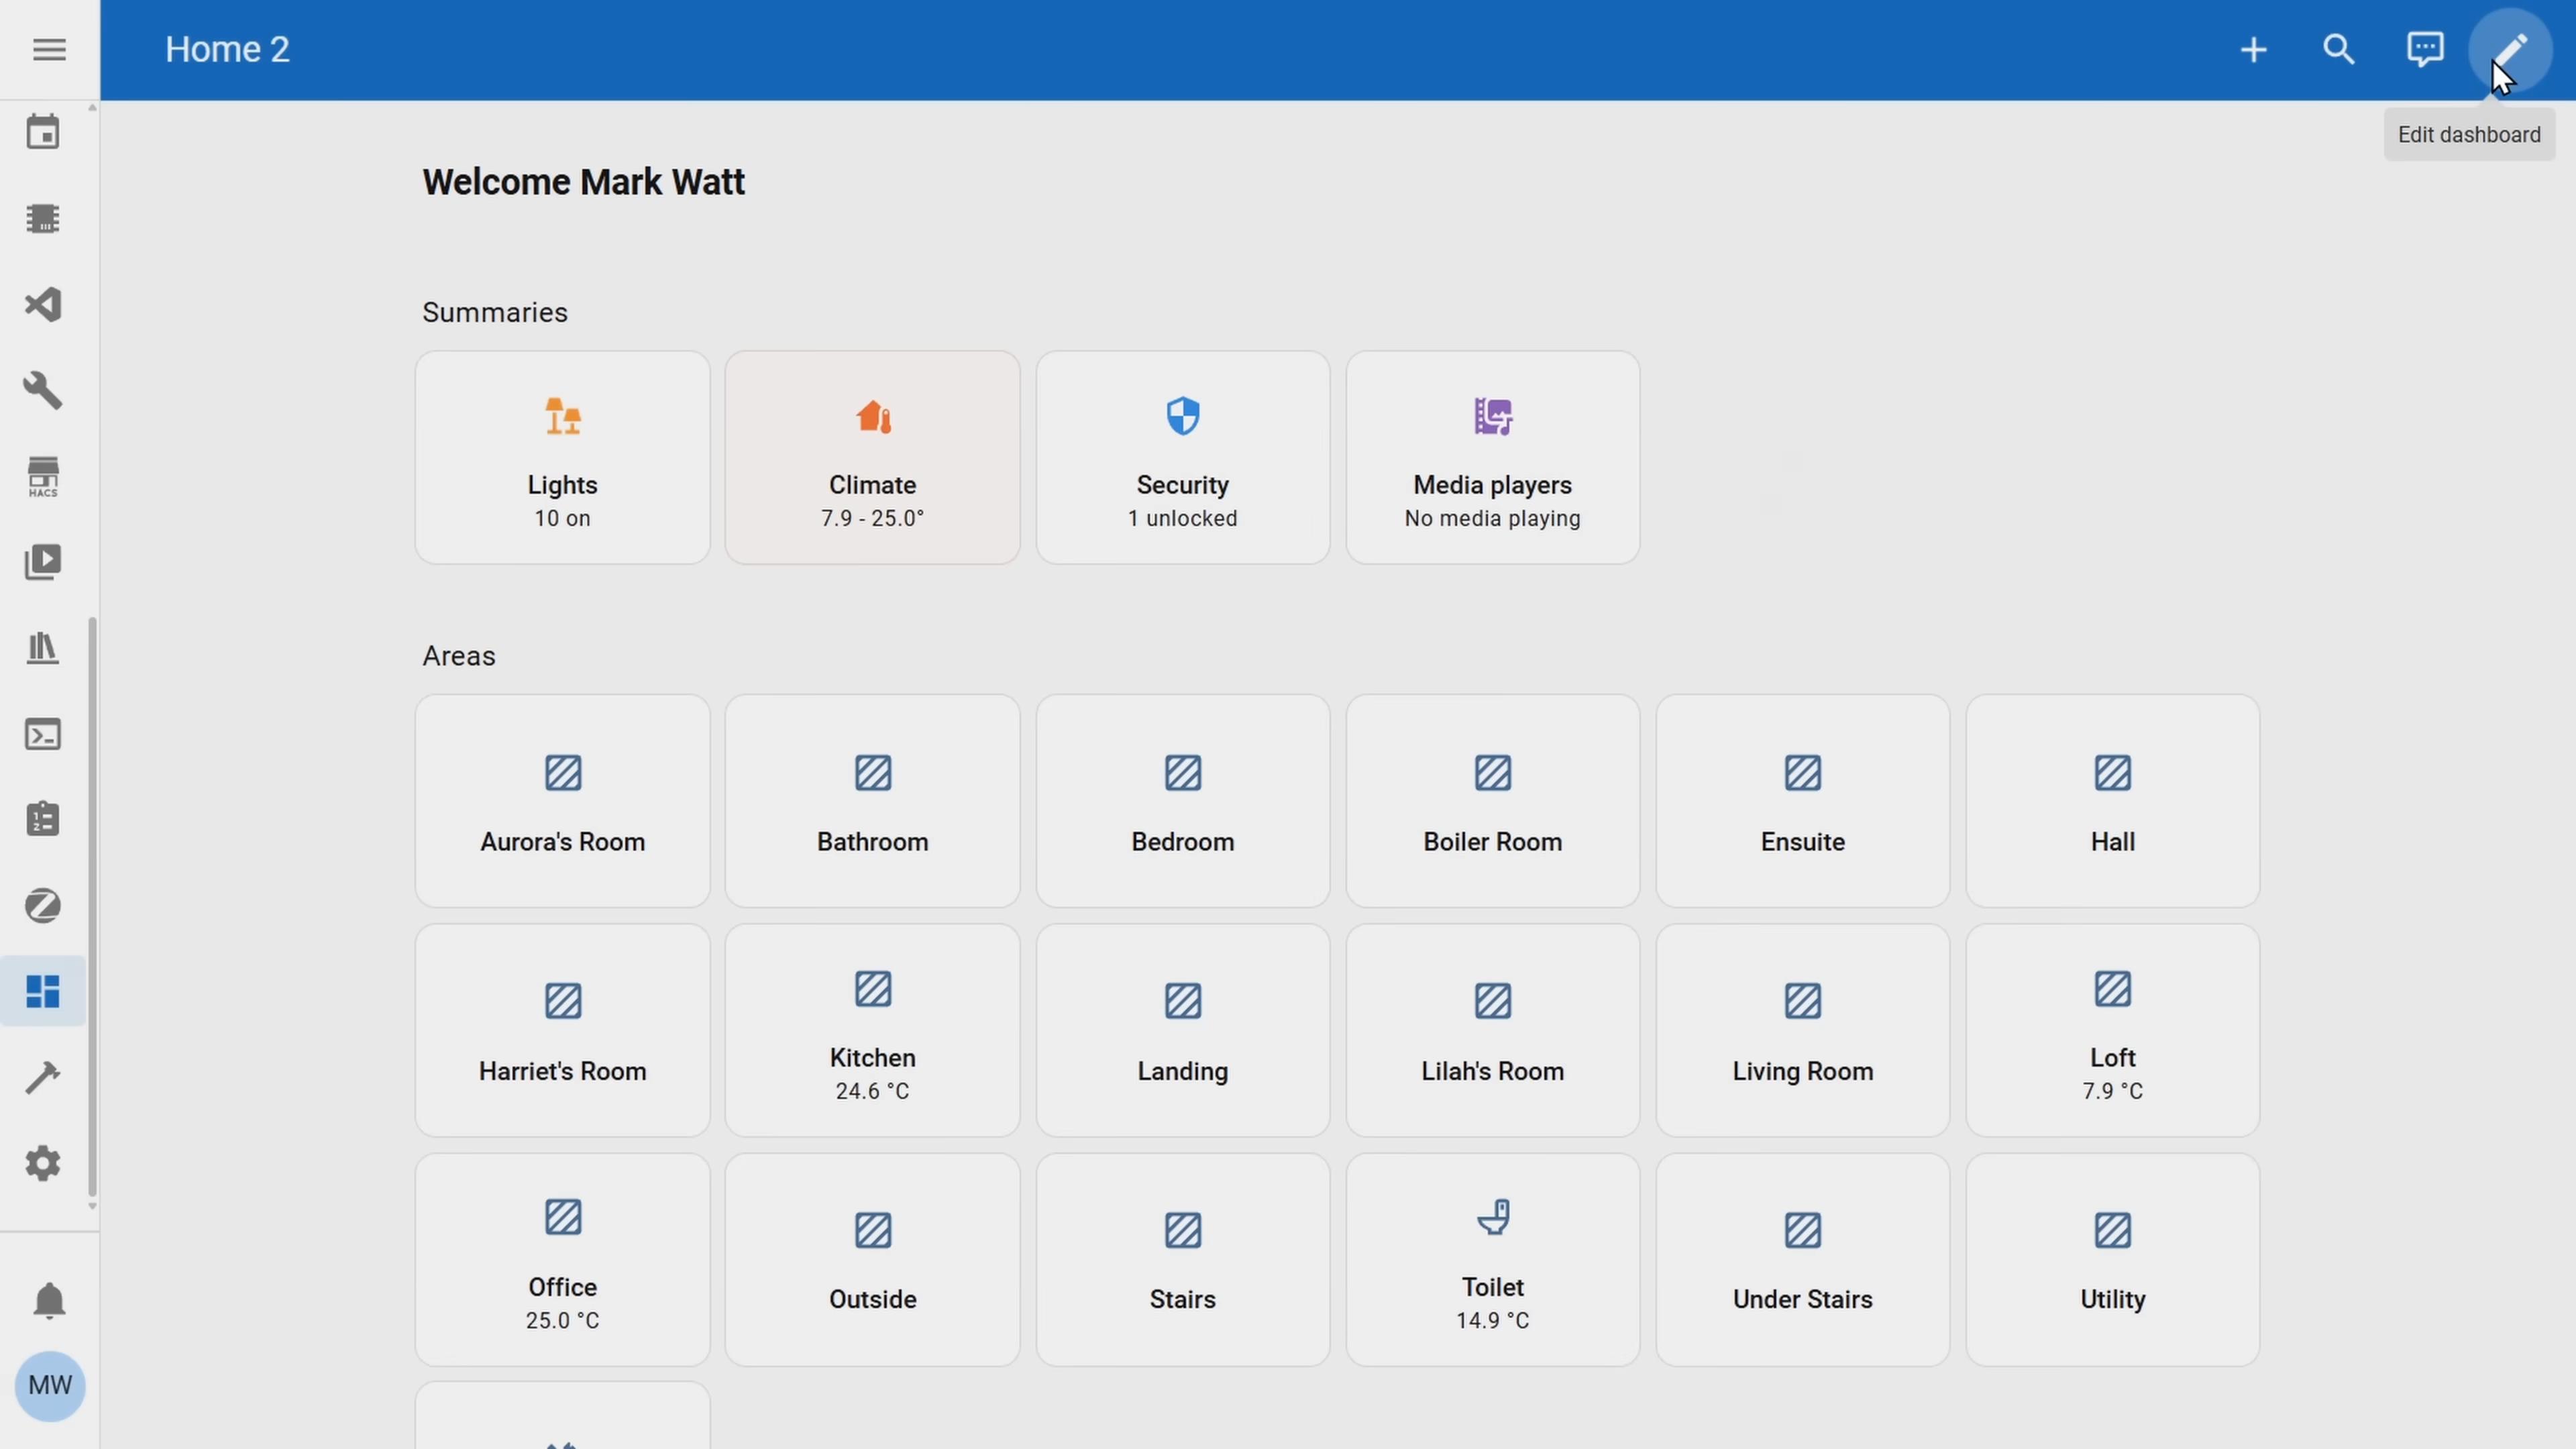 Home 2
Edit dashboard
Welcome Mark Watt
Summaries
Lights
10 on
Climate
7.9 - 25.0°
Security
1 unlocked
Media players
No media playing
Areas
Aurora's Room
Bathroom
Bedroom
Boiler Room
Ensuite
Hall
Harriet's Room
Kitchen
24.6 °C
Landing
Lilah's Room
Living Room
Loft
7.9 °C
Office
25.0 °C
Outside
Stairs
Toilet
14.9 °C
Under Stairs
Utility
HACS
MW